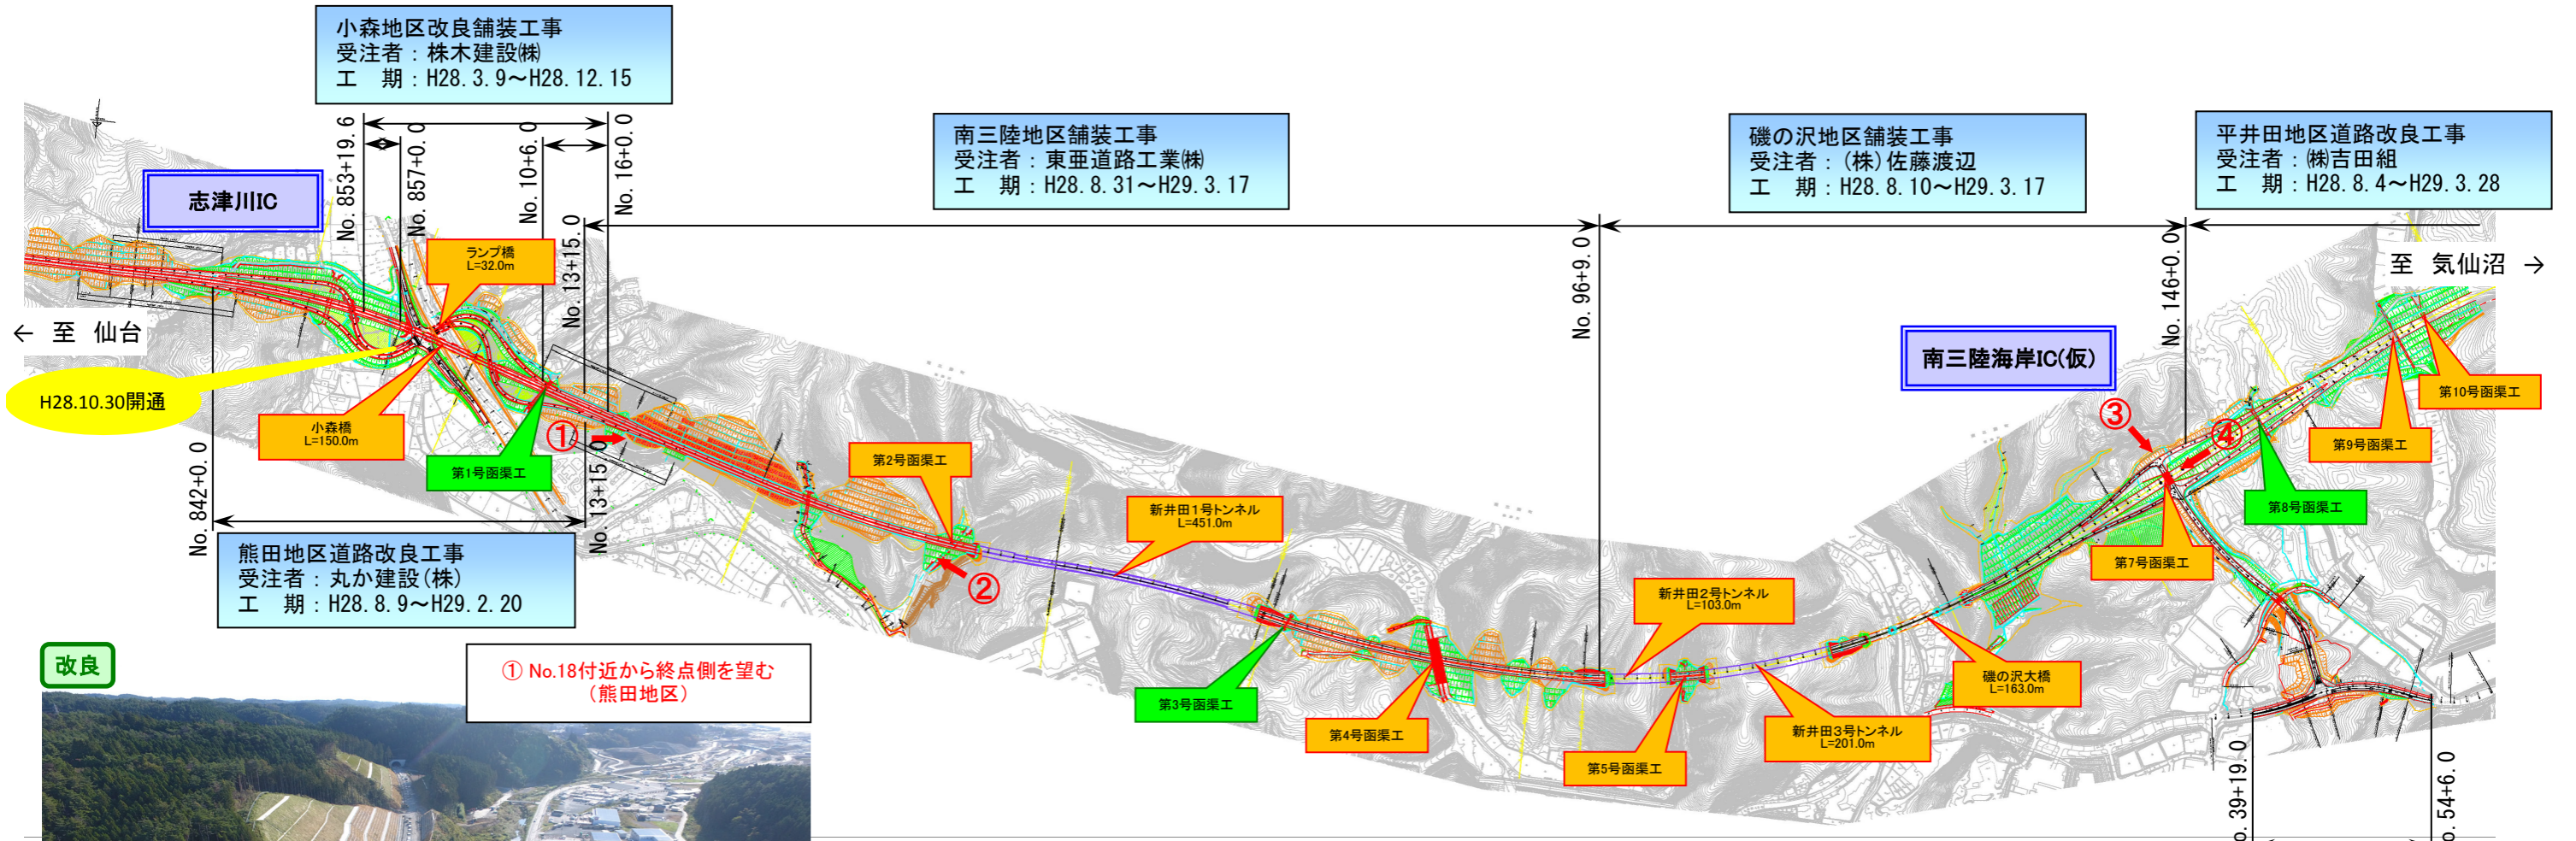 小森地区改良舗装工事
受注者：株木建設㈱
工　期：H28.3.9～H28.12.15
南三陸地区舗装工事
受注者：東亜道路工業㈱
工　期：H28.8.31～H29.3.17
磯の沢地区舗装工事
受注者：(株)佐藤渡辺
工　期：H28.8.10～H29.3.17
平井田地区道路改良工事
受注者：㈱吉田組
工　期：H28.8.4～H29.3.28
志津川IC
No.853+19.6
No.857+0.0
No.10+6.0
No.16+0.0
No.13+15.0
No.96+9.0
No.146+0.0
ランプ橋
L=32.0m
至 気仙沼 →
← 至 仙台
南三陸海岸IC(仮)
H28.10.30開通
小森橋
L=150.0m
第1号函渠工
①
第2号函渠工
②
新井田1号トンネル
L=451.0m
③
④
第10号函渠工
第9号函渠工
第8号函渠工
第7号函渠工
No.842+0.0
No.13+15.0
熊田地区道路改良工事
受注者：丸か建設(株)
工　期：H28.8.9～H29.2.20
新井田２号トンネル
L=103.0m
第3号函渠工
第4号函渠工
第5号函渠工
新井田３号トンネル
L=201.0m
磯の沢大橋
L=163.0m
改良
① No.18付近から終点側を望む
（熊田地区）
o.39+19.0
o.54+6.0